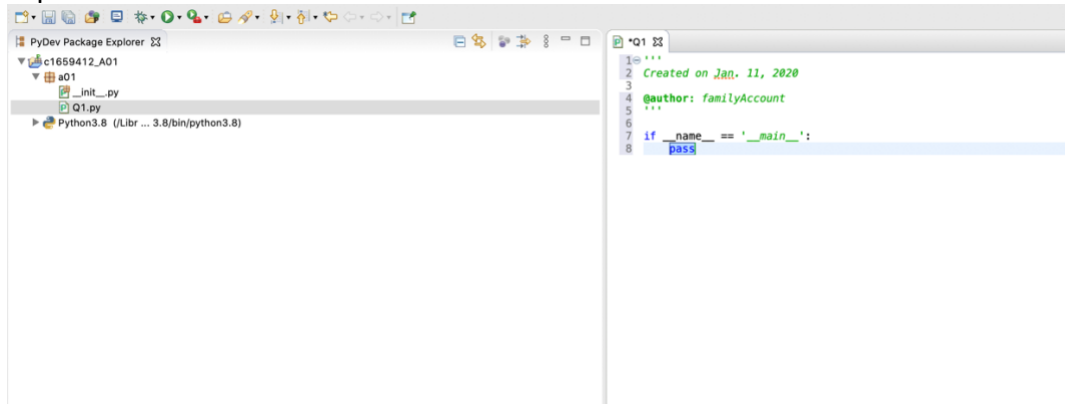 PyDev Package Explorer
c1659412_A01
a01
__init__.py
Q1.py
Python3.8 (/Libr ... 3.8/bin/python3.8)
*Q1
1 '''
2 Created on Jan. 11, 2020
3
4 @author: familyAccount
5 '''
6
7 if __name__ == '__main__':
8 pass